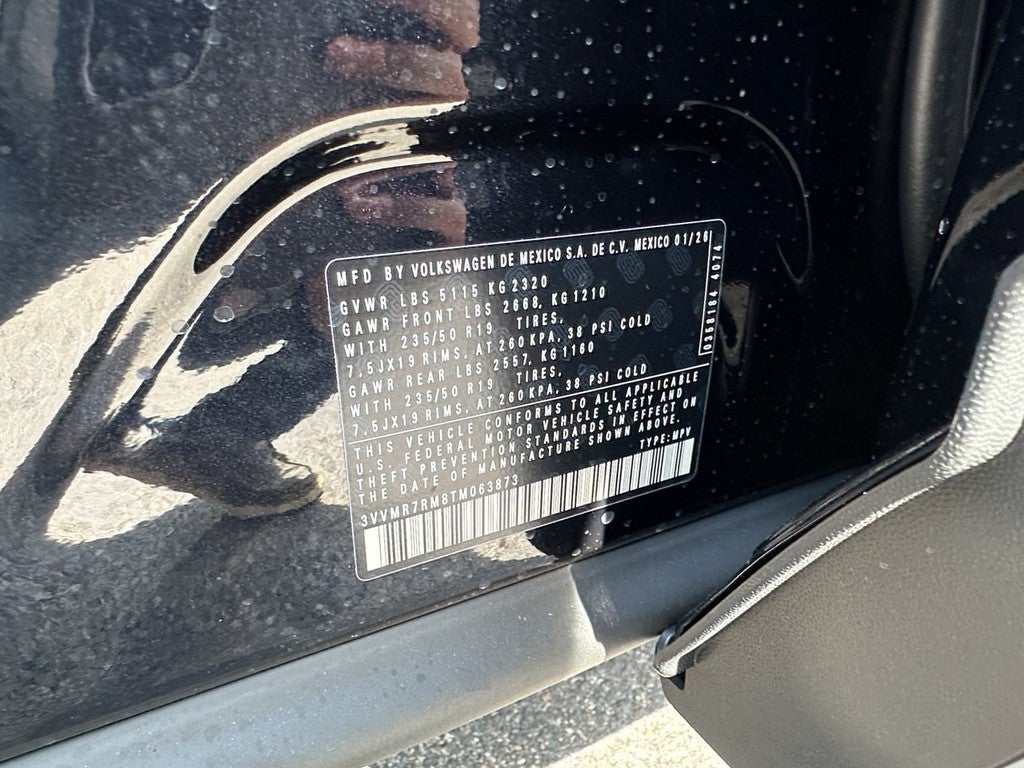 MFD BY VOLKSWAGEN DE MEXICO S.A. DE C.V. MEXICO 01/26
GVWR LBS 5115 KG 2320
GAWR FRONT LBS 2668, KG 1210
WITH 235/50 R19 TIRES,
7.5JX19 RIMS, AT 260 KPA, 38 PSI COLD
GAWR REAR LBS 2557, KG 1160
WITH 235/50 R19 TIRES,
7.5JX19 RIMS, AT 260 KPA, 38 PSI COLD
THIS VEHICLE CONFORMS TO ALL APPLICABLE
U.S. FEDERAL MOTOR VEHICLE SAFETY AND
THEFT PREVENTION STANDARDS IN EFFECT ON
THE DATE OF MANUFACTURE SHOWN ABOVE.
TYPE: MPV
3VVMR7RM8TM063873
0358184 4074